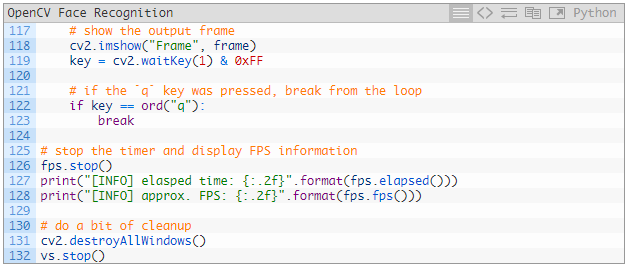 OpenCV Face Recognition Python
117 # show the output frame
118 cv2.imshow("Frame", frame)
119 key = cv2.waitKey(1) & 0xFF
120
121 # if the `q` key was pressed, break from the loop
122 if key == ord("q"):
123 break
124
125 # stop the timer and display FPS information
126 fps.stop()
127 print("[INFO] elasped time: {:.2f}".format(fps.elapsed()))
128 print("[INFO] approx. FPS: {:.2f}".format(fps.fps()))
129
130 # do a bit of cleanup
131 cv2.destroyAllWindows()
132 vs.stop()